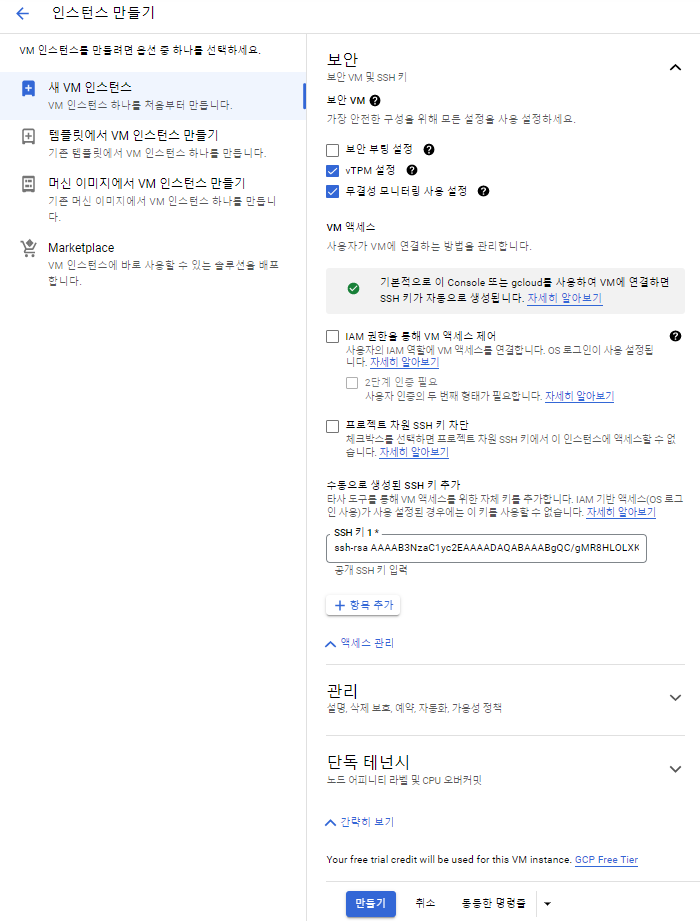 인스턴스 만들기
VM 인스턴스를 만들려면 옵션 중 하나를 선택하세요.
새 VM 인스턴스
VM 인스턴스 하나를 처음부터 만듭니다.
템플릿에서 VM 인스턴스 만들기
기존 템플릿에서 VM 인스턴스 하나를 만듭니다.
머신 이미지에서 VM 인스턴스 만들기
기존 머신 이미지에서 VM 인스턴스 하나를 만듭니
다.
Marketplace
VM 인스턴스에 바로 사용할 수 있는 솔루션을 배포
합니다.
보안
보안 VM 및 SSH 키
보안 VM
가장 안전한 구성을 위해 모든 설정을 사용 설정하세요.
보안 부팅 설정
vTPM 설정
무결성 모니터링 사용 설정
VM 액세스
사용자가 VM에 연결하는 방법을 관리합니다.
기본적으로 이 Console 또는 gcloud를 사용하여 VM에 연결하면
SSH 키가 자동으로 생성됩니다. 자세히 알아보기
IAM 권한을 통해 VM 액세스 제어
사용자의 IAM 역할에 VM 액세스를 연결합니다. OS 로그인이 사용 설정됩
니다. 자세히 알아보기
2단계 인증 필요
사용자 인증의 두 번째 형태가 필요합니다. 자세히 알아보기
프로젝트 차원 SSH 키 차단
체크박스를 선택하면 프로젝트 차원 SSH 키에서 이 인스턴스에 액세스할 수 없
습니다. 자세히 알아보기
수동으로 생성된 SSH 키 추가
타사 도구를 통해 VM 액세스를 위한 자체 키를 추가합니다. IAM 기반 액세스(OS 로그
인 사용)가 사용 설정된 경우에는 이 키를 사용할 수 없습니다. 자세히 알아보기
SSH 키 1 *
ssh-rsa AAAAB3NzaC1yc2EAAAADAQABAAABgQC/gMR8HLOLXK
공개 SSH 키 입력
항목 추가
액세스 관리
관리
설명, 삭제 보호, 예약, 자동화, 가용성 정책
단독 테넌시
노드 어피니티 라벨 및 CPU 오버커밋
간략히 보기
Your free trial credit will be used for this VM instance. GCP Free Tier
만들기 취소 동등한 명령줄